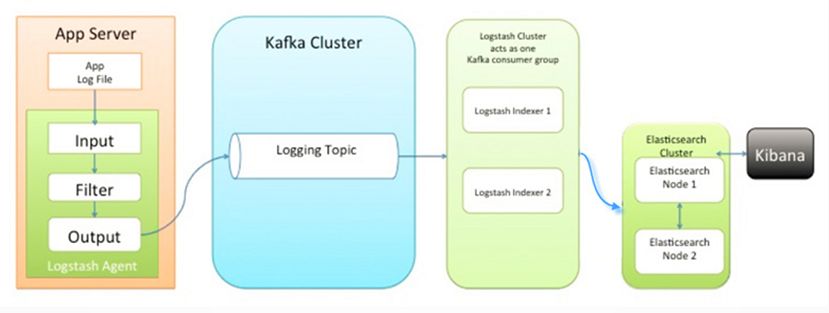 App Server
App
Log File
Input
Filter
Output
Logstash Agent
Kafka Cluster
Logging Topic
Logstash Cluster
acts as one
Kafka consumer group
Logstash Indexer 1
Logstash Indexer 2
Elasticsearch
Cluster
Elasticsearch
Node 1
Elasticsearch
Node 2
Kibana